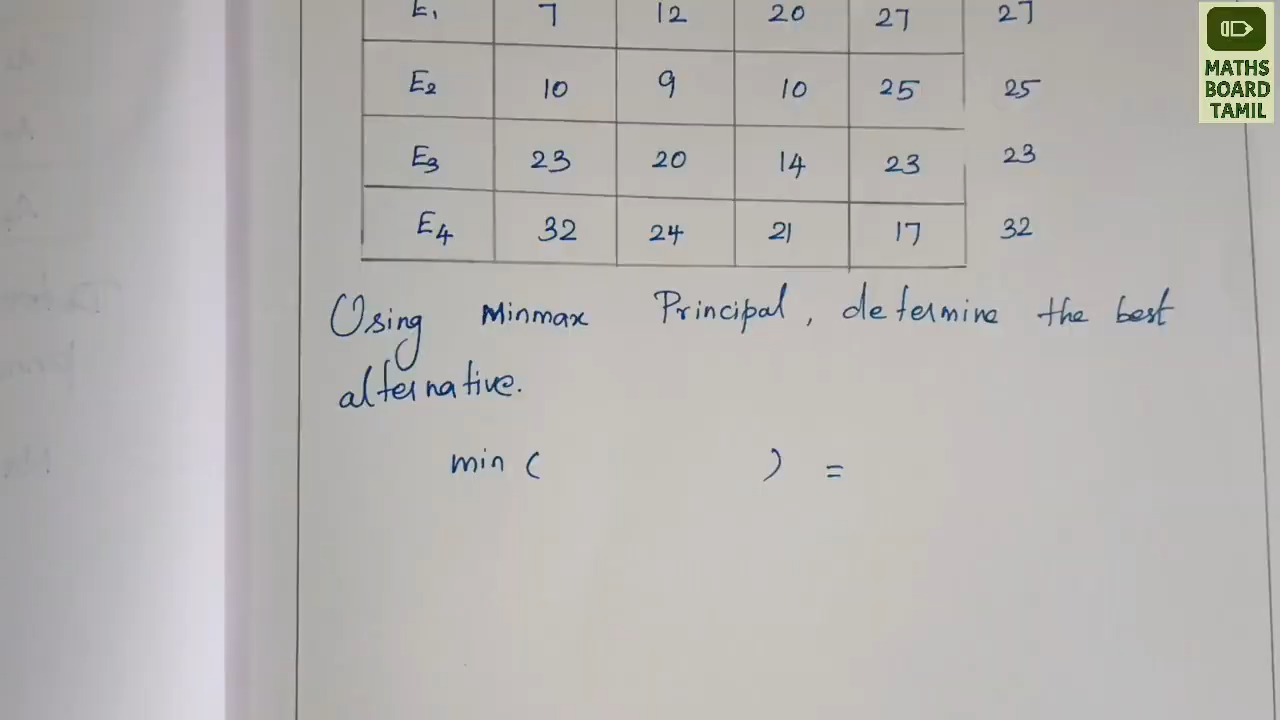 E1 7 12 20 27 27
E2 10 9 10 25 25
E3 23 20 14 23 23
E4 32 24 21 17 32
Using Minmax Principal, determine the best
alternative.
min ( ) =
MATHS
BOARD
TAMIL